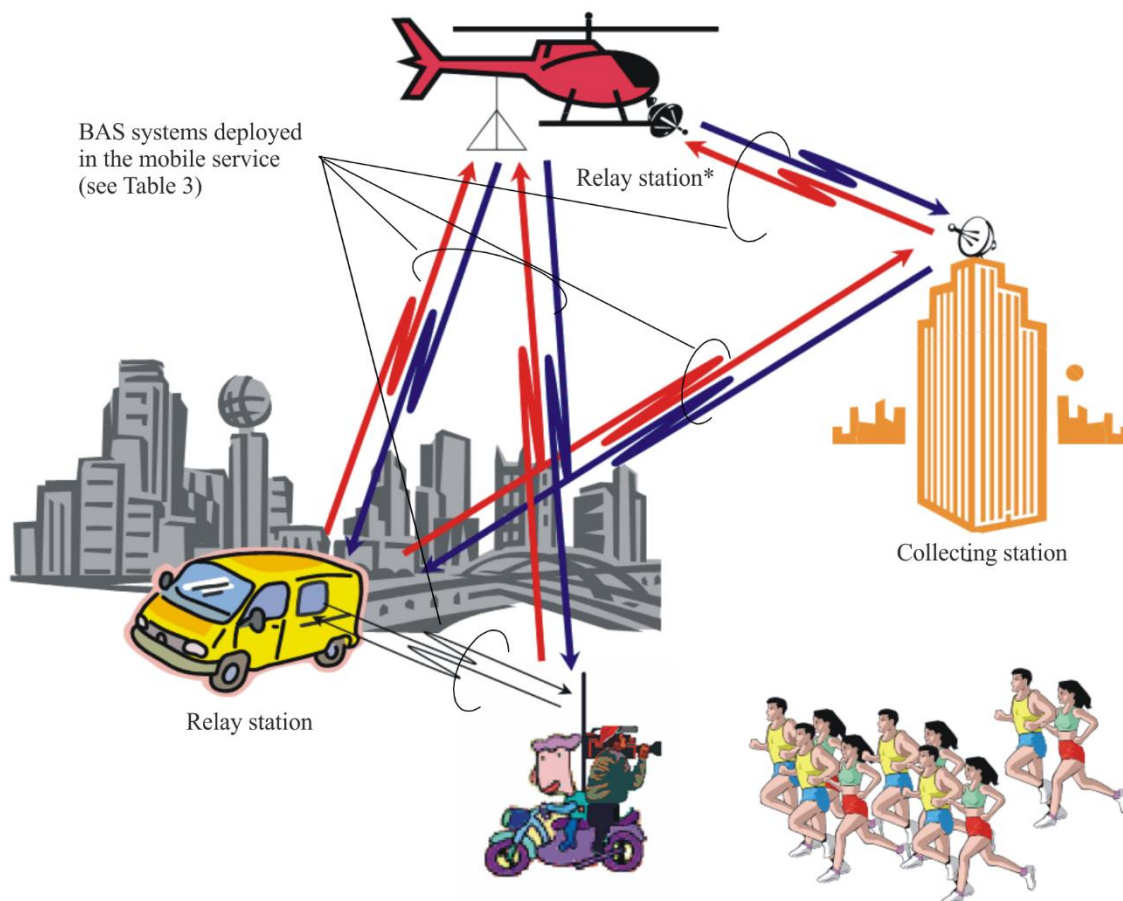 BAS systems deployed
in the mobile service
(see Table 3)
Relay station*
Collecting station
Relay station